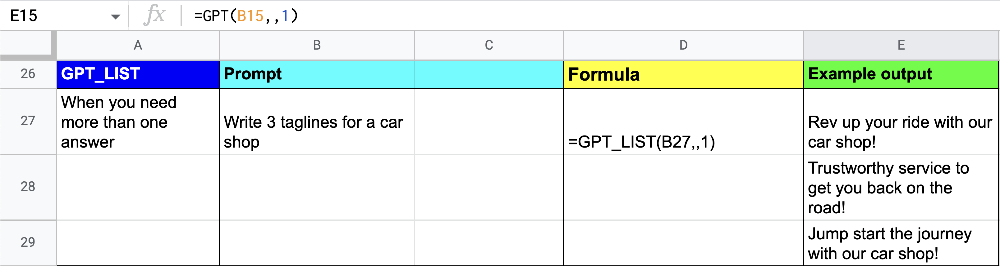 E15 fx =GPT(B15,,1)
A B C D E
26 GPT_LIST Prompt Formula Example output
27
When you need
more than one
answer
Write 3 taglines for a car
shop
=GPT_LIST(B27,,1)
Rev up your ride with our
car shop!
28
Trustworthy service to
get you back on the
road!
29
Jump start the journey
with our car shop!